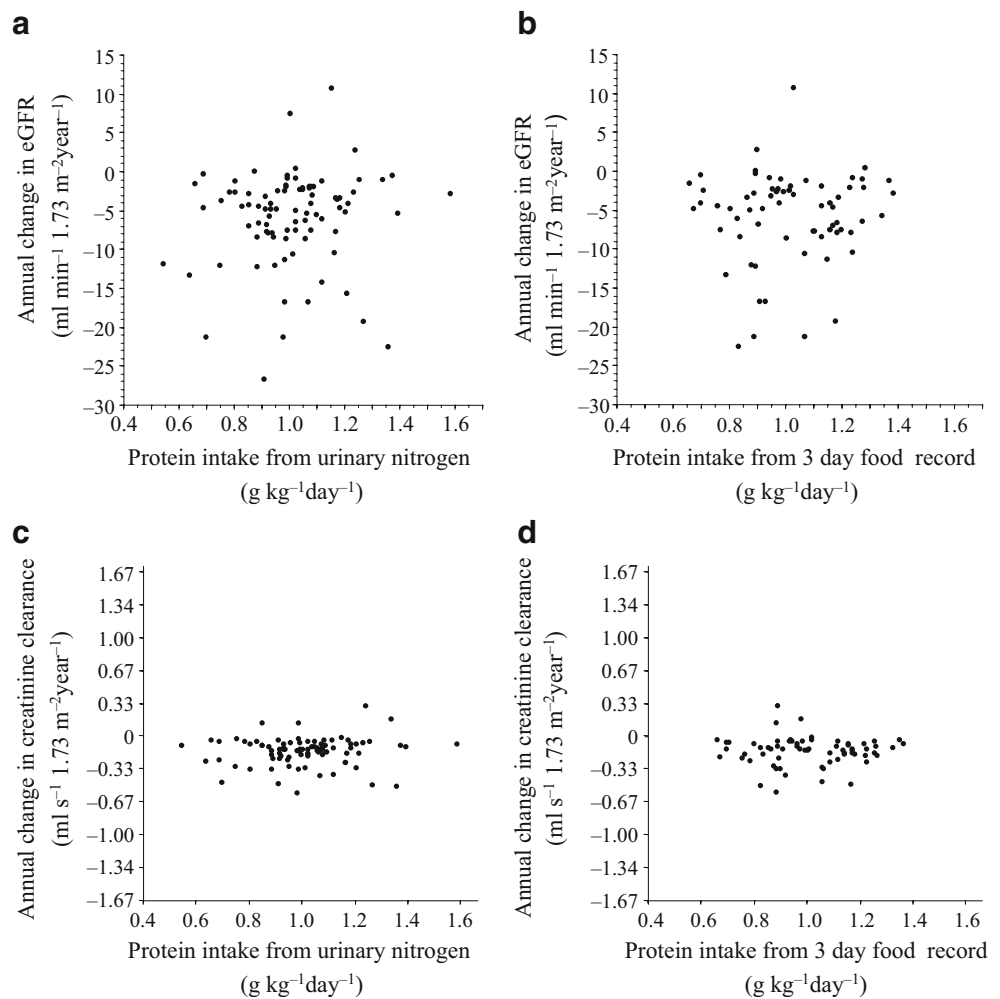 a
Annual change in eGFR
(ml min⁻¹ 1.73 m⁻²year⁻¹)
15
10
5
0
–5
–10
–15
–20
–25
–30
0.4 0.6 0.8 1.0 1.2 1.4 1.6
Protein intake from urinary nitrogen
(g kg⁻¹day⁻¹)
b
Annual change in eGFR
(ml min⁻¹ 1.73 m⁻²year⁻¹)
15
10
5
0
–5
–10
–15
–20
–25
–30
0.4 0.6 0.8 1.0 1.2 1.4 1.6
Protein intake from 3 day food record
(g kg⁻¹day⁻¹)
c
Annual change in creatinine clearance
(ml s⁻¹ 1.73 m⁻²year⁻¹)
1.67
1.34
1.00
0.67
0.33
0
–0.33
–0.67
–1.00
–1.34
–1.67
0.4 0.6 0.8 1.0 1.2 1.4 1.6
Protein intake from urinary nitrogen
(g kg⁻¹day⁻¹)
d
Annual change in creatinine clearance
(ml s⁻¹ 1.73 m⁻²year⁻¹)
1.67
1.34
1.00
0.67
0.33
0
–0.33
–0.67
–1.00
–1.34
–1.67
0.4 0.6 0.8 1.0 1.2 1.4 1.6
Protein intake from 3 day food record
(g kg⁻¹day⁻¹)